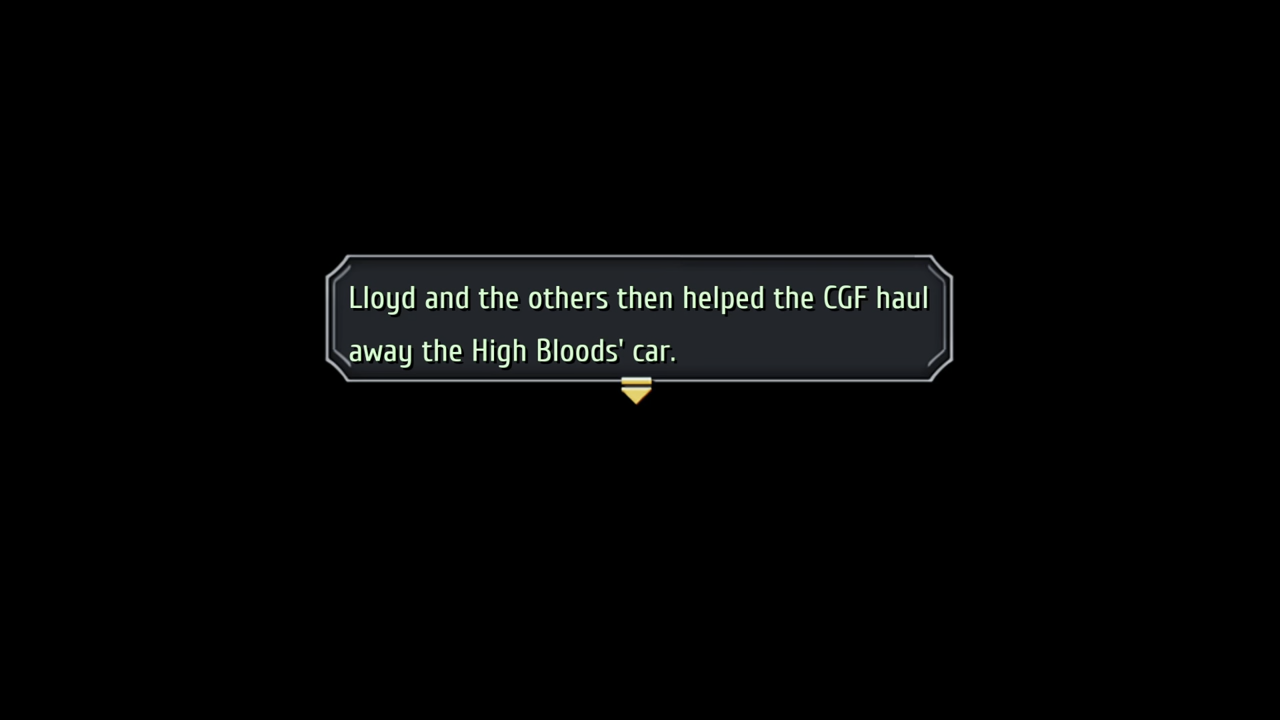 Lloyd and the others then helped the CGF haul
away the High Bloods' car.